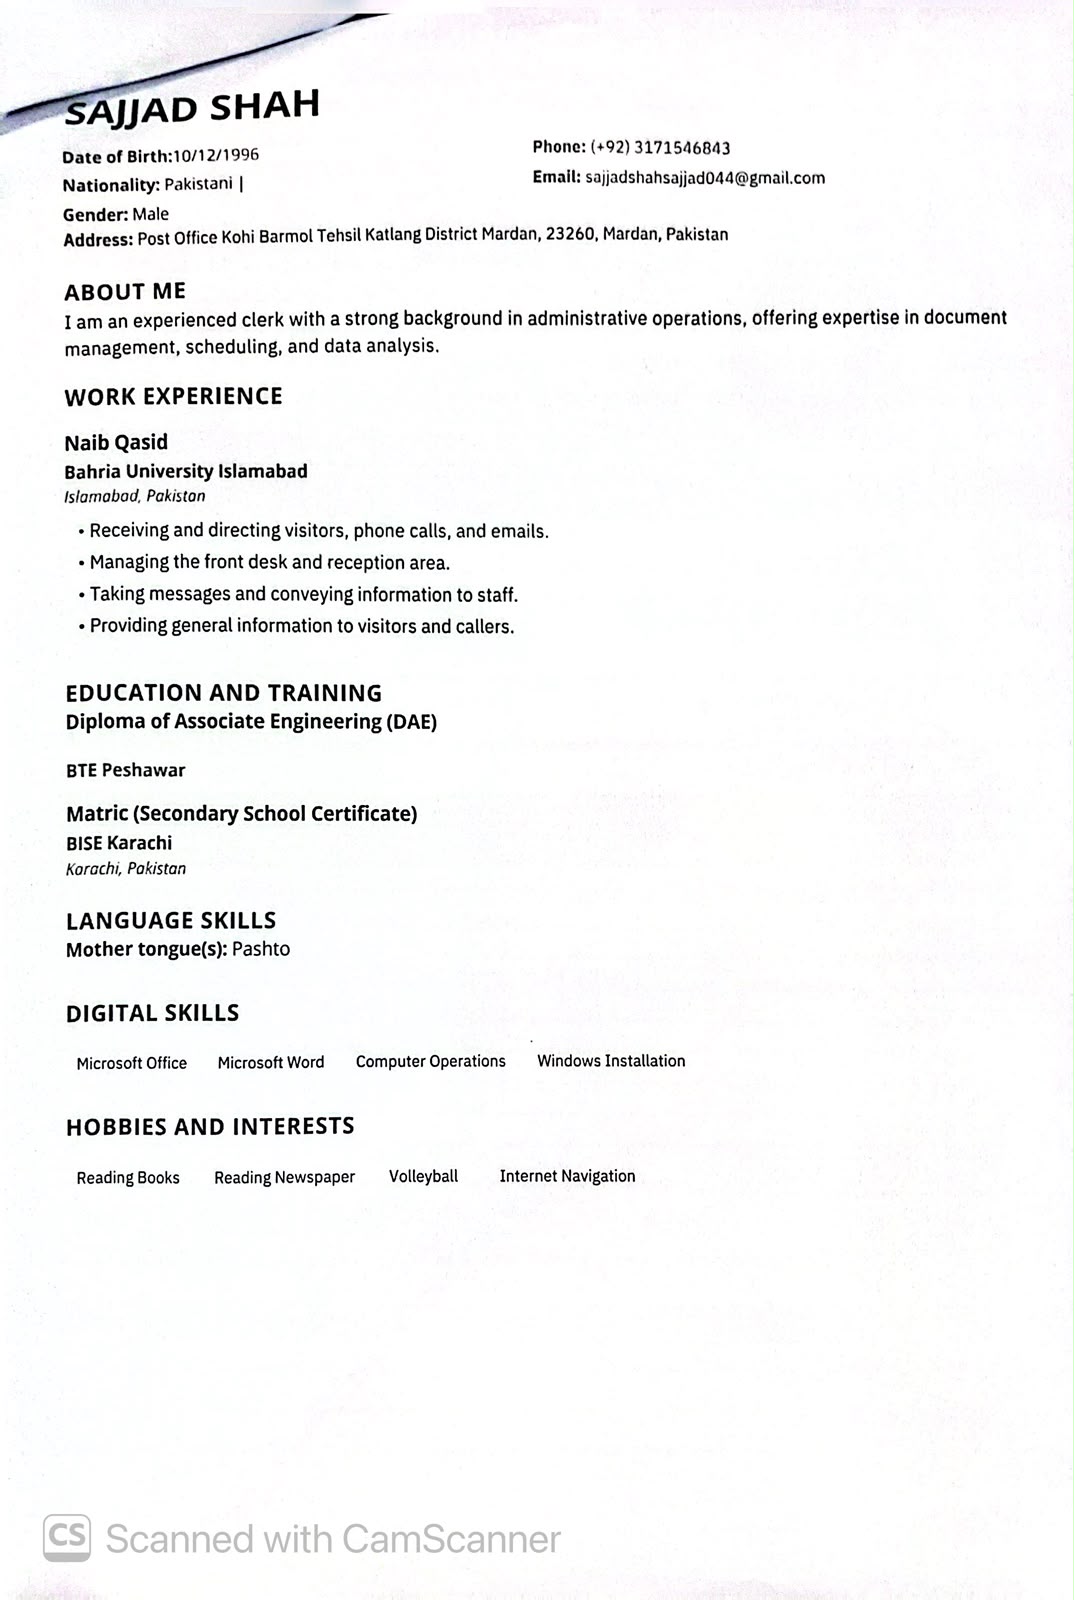 SAJJAD SHAH
Date of Birth:10/12/1996
Nationality: Pakistani |
Gender: Male
Phone: (+92) 3171546843
Email: sajjadshahsajjad044@gmail.com
Address: Post Office Kohi Barmol Tehsil Katlang District Mardan, 23260, Mardan, Pakistan
ABOUT ME
I am an experienced clerk with a strong background in administrative operations, offering expertise in document
management, scheduling, and data analysis.
WORK EXPERIENCE
Naib Qasid
Bahria University Islamabad
Islamabad, Pakistan
• Receiving and directing visitors, phone calls, and emails.
• Managing the front desk and reception area.
• Taking messages and conveying information to staff.
• Providing general information to visitors and callers.
EDUCATION AND TRAINING
Diploma of Associate Engineering (DAE)
BTE Peshawar
Matric (Secondary School Certificate)
BISE Karachi
Karachi, Pakistan
LANGUAGE SKILLS
Mother tongue(s): Pashto
DIGITAL SKILLS
Microsoft Office Microsoft Word Computer Operations Windows Installation
HOBBIES AND INTERESTS
Reading Books Reading Newspaper Volleyball Internet Navigation
CS Scanned with CamScanner